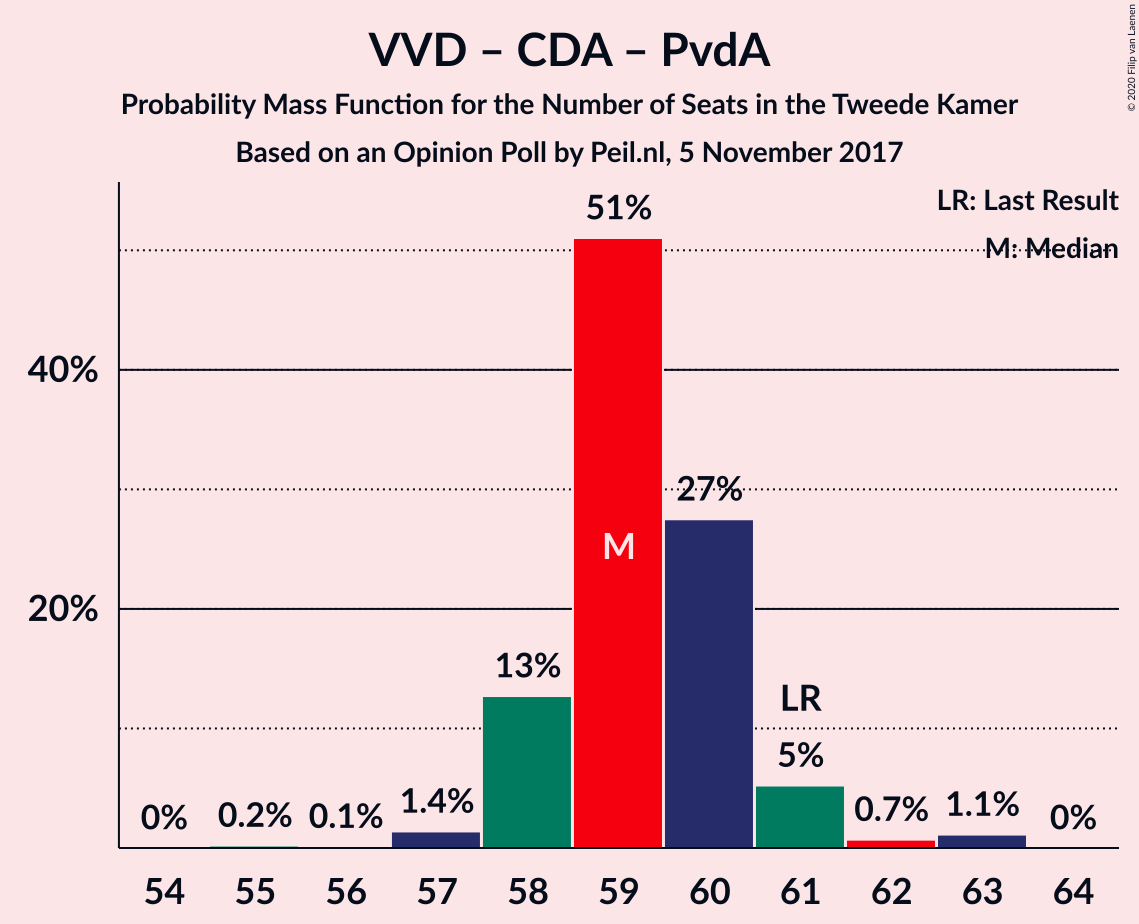 VVD – CDA – PvdA
Probability Mass Function for the Number of Seats in the Tweede Kamer
Based on an Opinion Poll by Peil.nl, 5 November 2017
© 2020 Filip van Laenen
LR: Last Result
M: Median
40%
20%
0%
0.2%
0.1%
1.4%
13%
51%
M
27%
LR
5%
0.7%
1.1%
0%
54 55 56 57 58 59 60 61 62 63 64